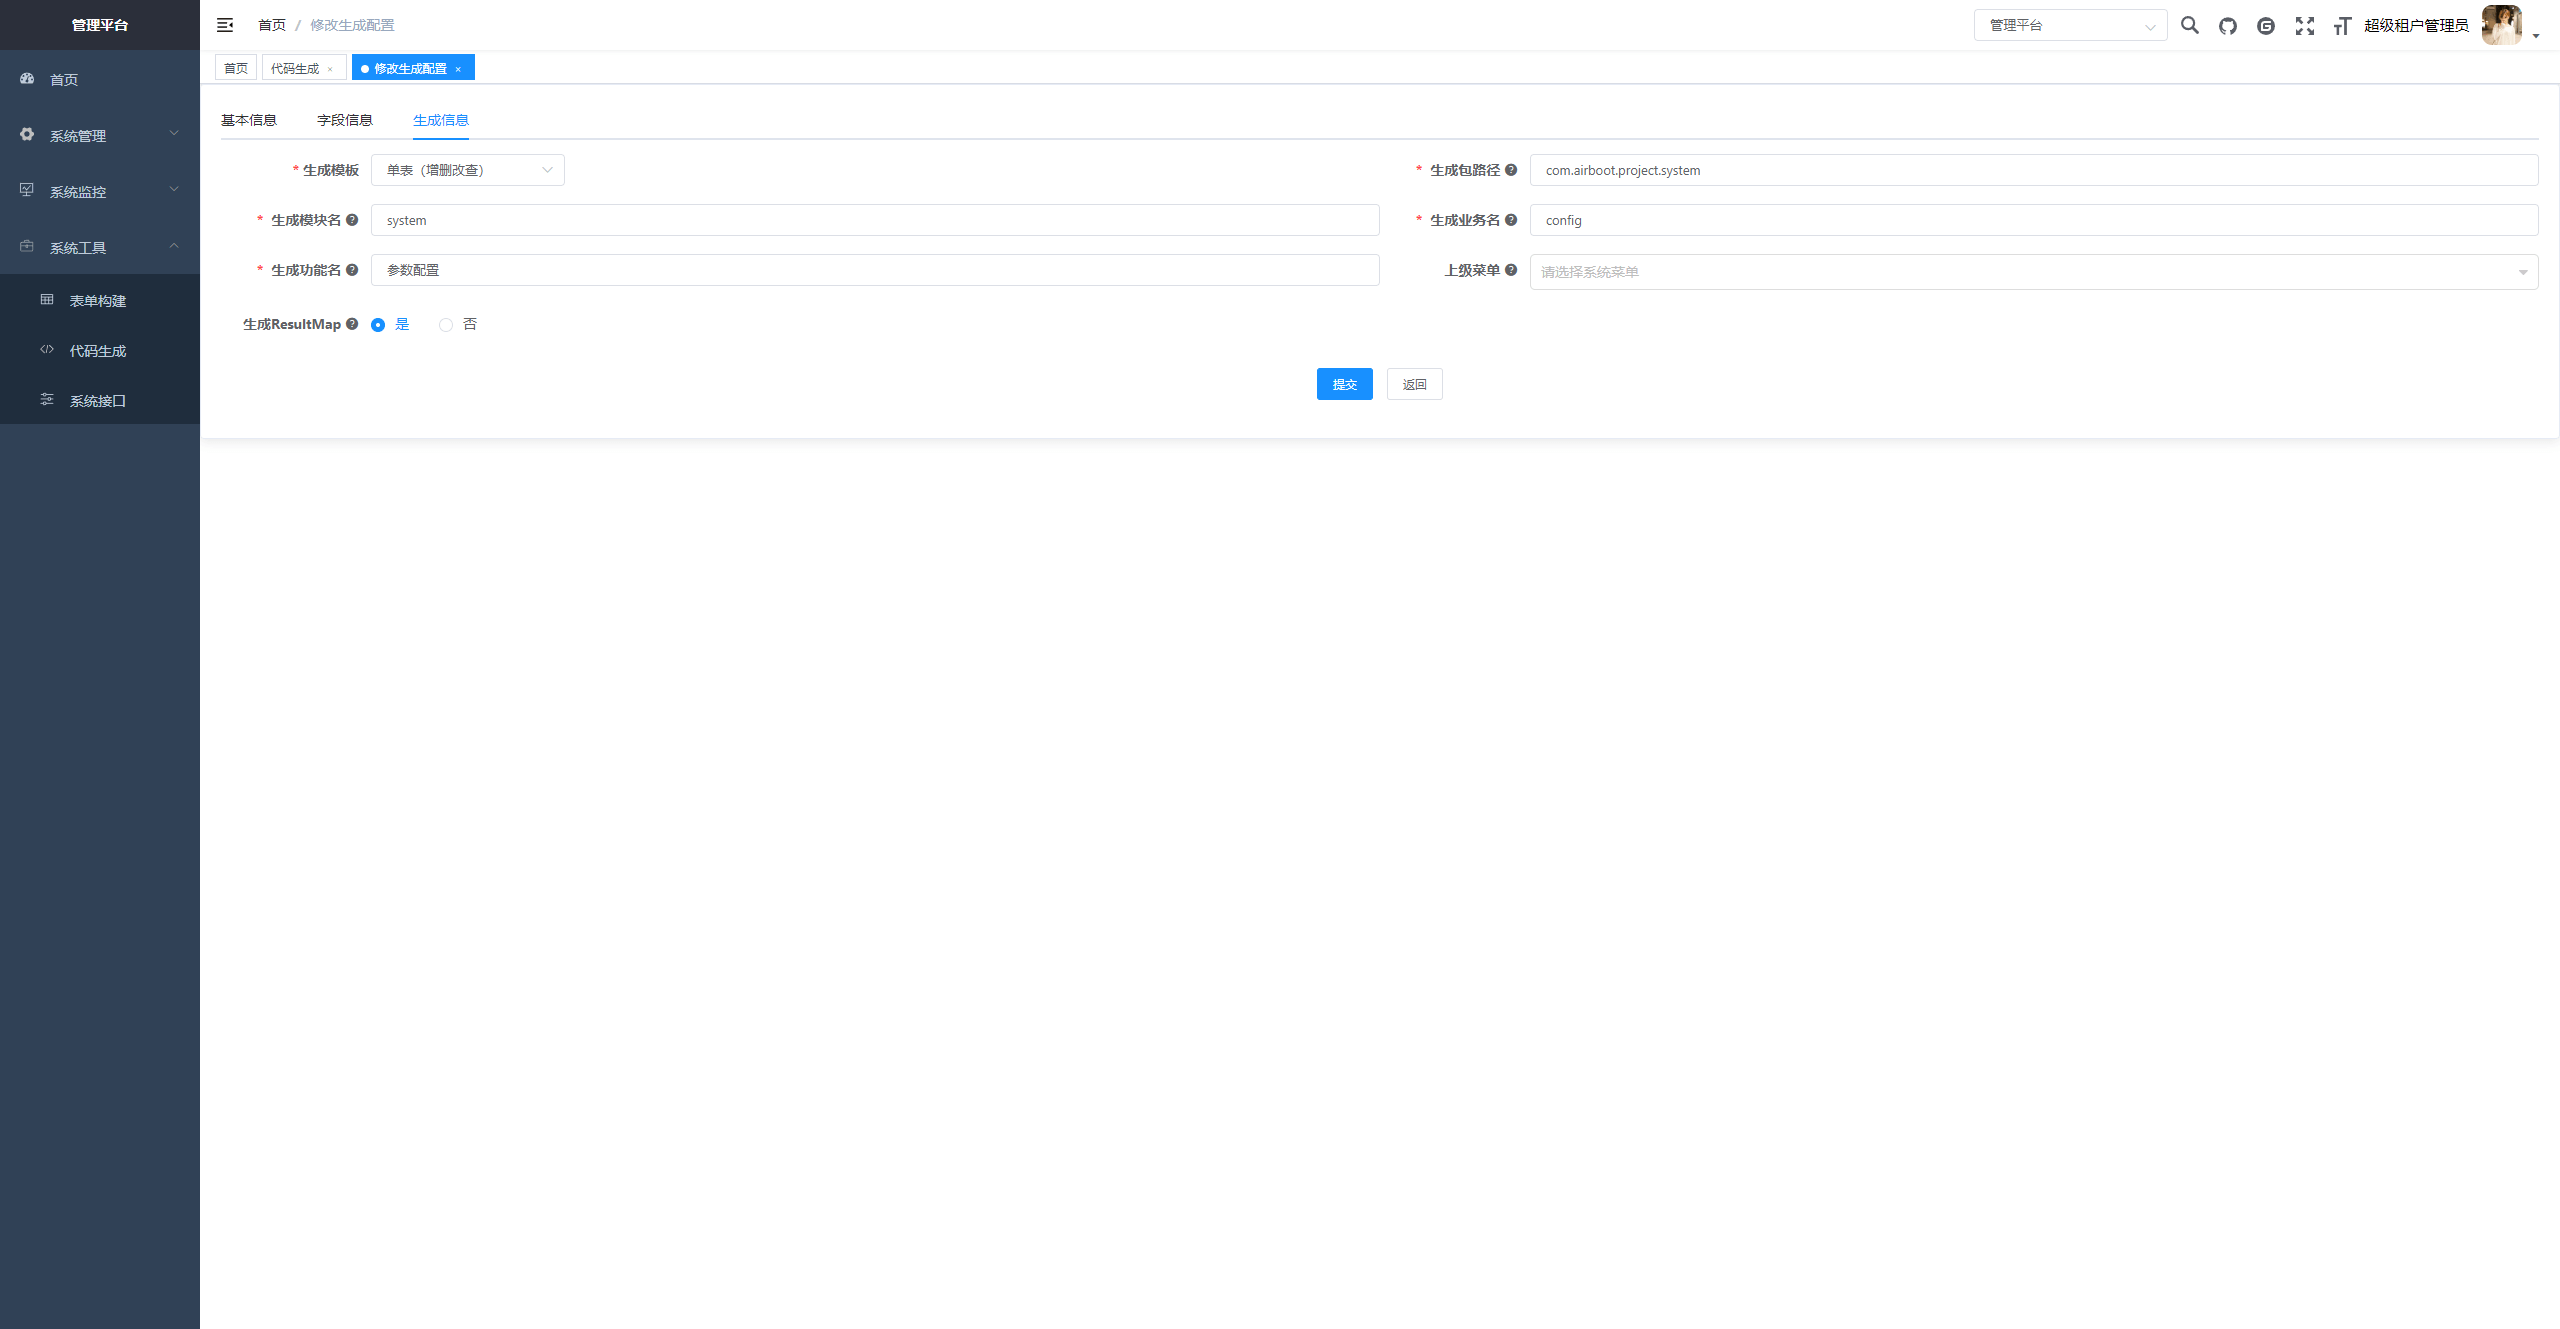 管理平台
首页 / 修改生成配置
管理平台
超级租户管理员
首页
代码生成 ×
修改生成配置 ×
首页
系统管理
系统监控
系统工具
表单构建
代码生成
系统接口
基本信息
字段信息
生成信息
* 生成模板 单表（增删改查）
* 生成包路径 com.airboot.project.system
* 生成模块名 system
* 生成业务名 config
* 生成功能名 参数配置
上级菜单 请选择系统菜单
生成ResultMap 是 否
提交
返回